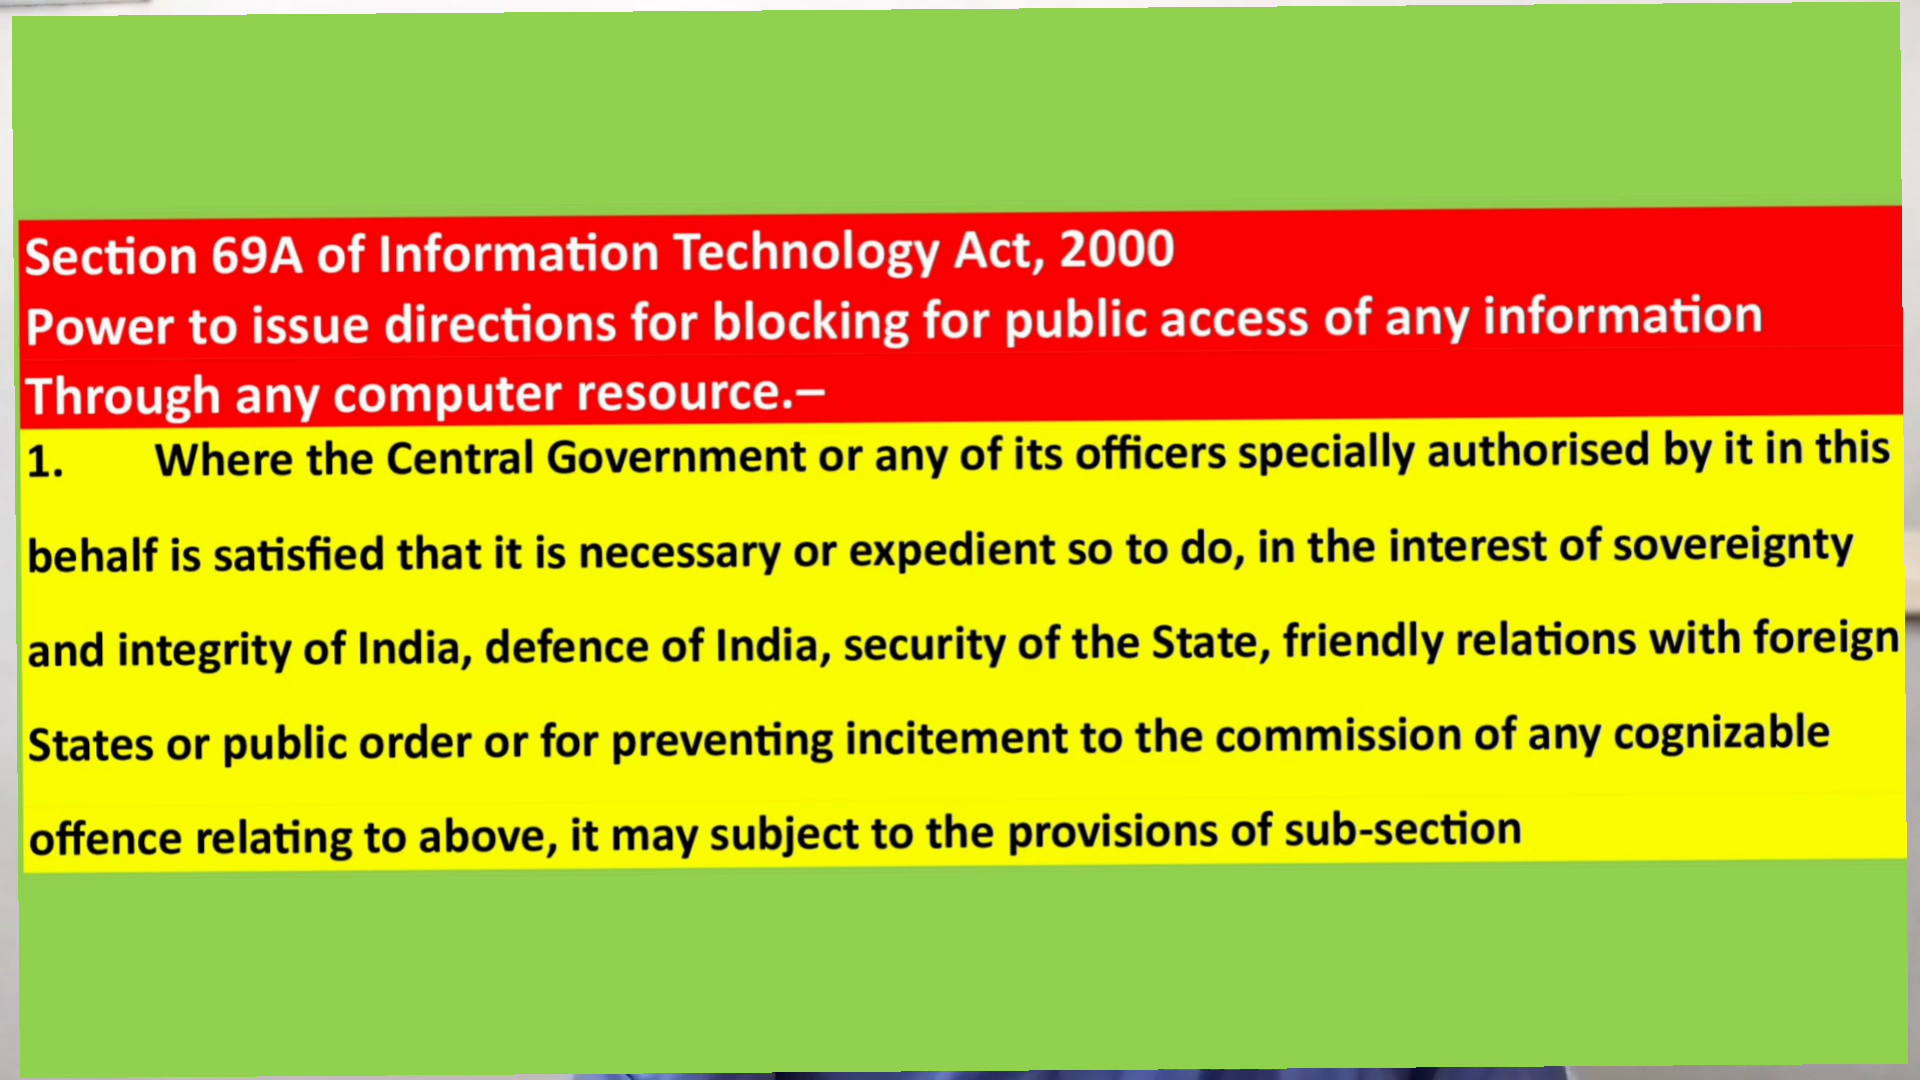 Section 69A of Information Technology Act, 2000
Power to issue directions for blocking for public access of any information
Through any computer resource.–
1. Where the Central Government or any of its officers specially authorised by it in this
behalf is satisfied that it is necessary or expedient so to do, in the interest of sovereignty
and integrity of India, defence of India, security of the State, friendly relations with foreign
States or public order or for preventing incitement to the commission of any cognizable
offence relating to above, it may subject to the provisions of sub-section